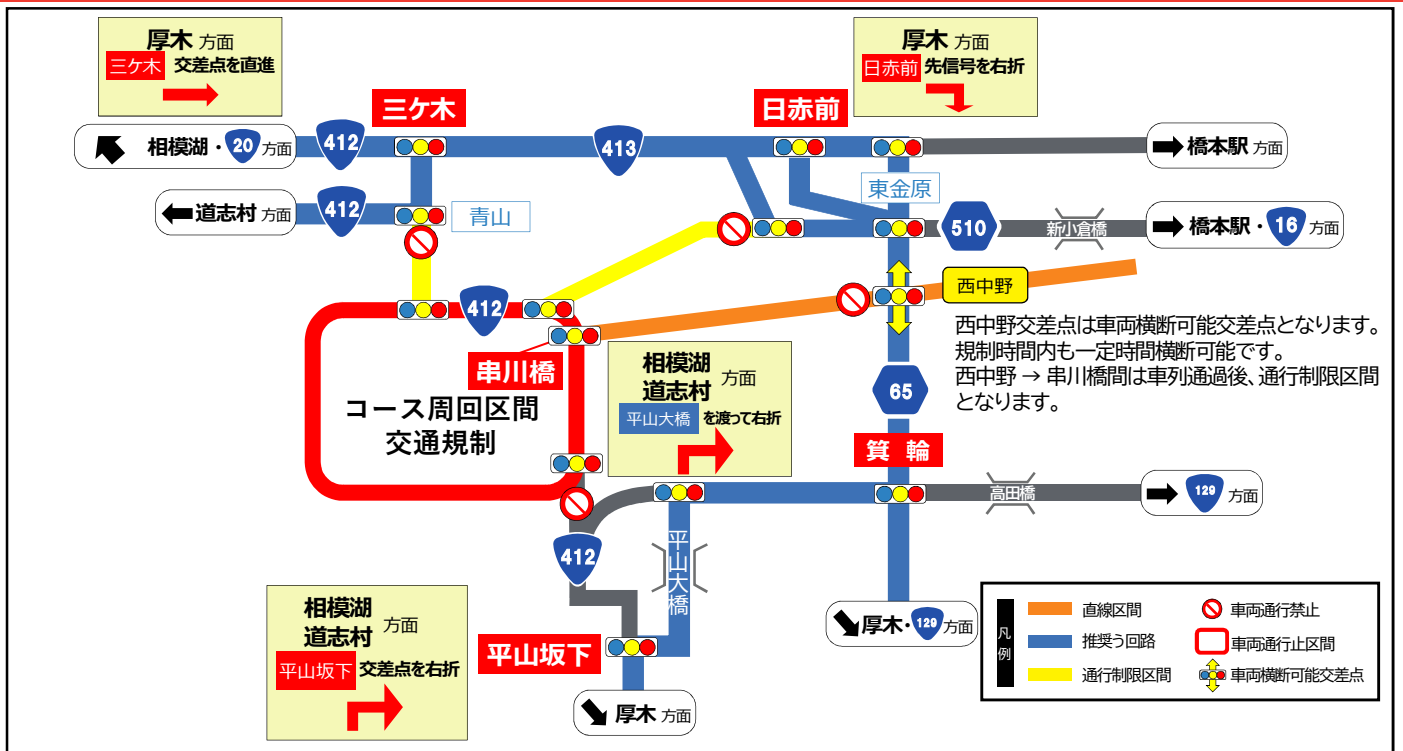 厚木 方面
三ケ木 交差点を直進
厚木 方面
日赤前 先信号を右折
三ケ木
日赤前
相模湖・20方面
412
413
橋本駅 方面
道志村 方面
412
青山
東金原
510
新小倉橋
橋本駅・16 方面
412
西中野
西中野交差点は車両横断可能交差点となります。
規制時間内も一定時間横断可能です。
西中野 → 串川橋間は車列通過後、通行制限区間
となります。
串川橋
相模湖
道志村 方面
平山大橋 を渡って右折
65
コース周回区間
交通規制
箕 輪
高田橋
129 方面
412
平山大橋
相模湖
道志村 方面
平山坂下 交差点を右折
平山坂下
厚木 方面
厚木・129 方面
凡例
直線区間
推奨う回路
通行制限区間
車両通行禁止
車両通行止区間
車両横断可能交差点